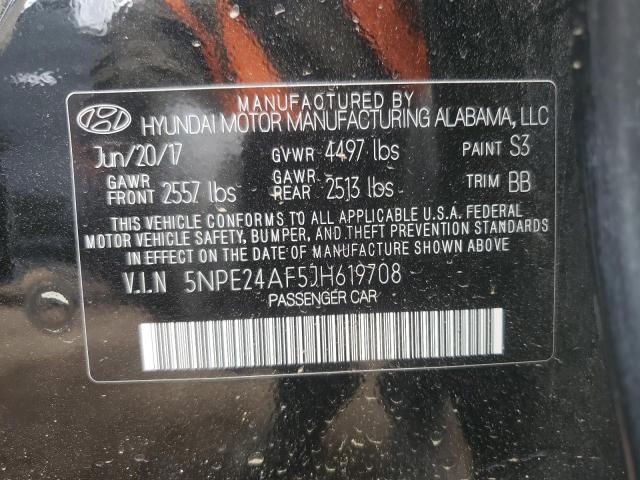 MANUFACTURED BY
HYUNDAI MOTOR MANUFACTURING ALABAMA, LLC
Jun/20/17 GVWR 4497 lbs PAINT S3
GAWR FRONT 2557 lbs GAWR REAR 2513 lbs TRIM BB
THIS VEHICLE CONFORMS TO ALL APPLICABLE U.S.A. FEDERAL
MOTOR VEHICLE SAFETY, BUMPER, AND THEFT PREVENTION STANDARDS
IN EFFECT ON THE DATE OF MANUFACTURE SHOWN ABOVE.
V.I.N 5NPE24AF5JH619708
PASSENGER CAR